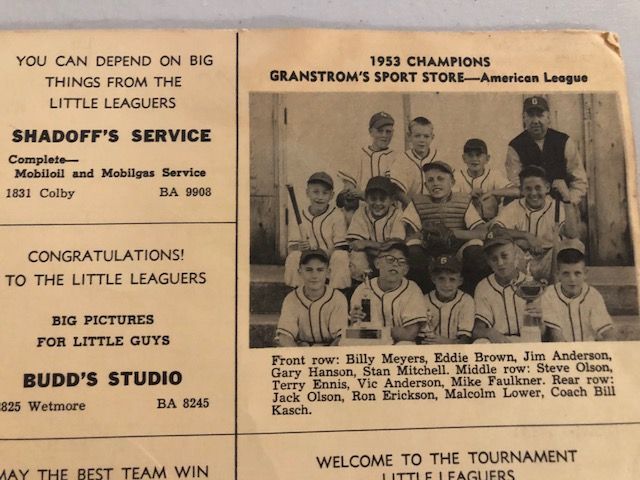 YOU CAN DEPEND ON BIG
THINGS FROM THE
LITTLE LEAGUERS
SHADOFF'S SERVICE
Complete—
Mobiloil and Mobilgas Service
1831 Colby BA 9908
CONGRATULATIONS!
TO THE LITTLE LEAGUERS
BIG PICTURES
FOR LITTLE GUYS
BUDD'S STUDIO
2825 Wetmore BA 8245
MAY THE BEST TEAM WIN
1953 CHAMPIONS
GRANSTROM'S SPORT STORE—American League
Front row: Billy Meyers, Eddie Brown, Jim Anderson,
Gary Hanson, Stan Mitchell. Middle row: Steve Olson,
Terry Ennis, Vic Anderson, Mike Faulkner. Rear row:
Jack Olson, Ron Erickson, Malcolm Lower, Coach Bill
Kasch.
WELCOME TO THE TOURNAMENT
LITTLE LEAGUERS